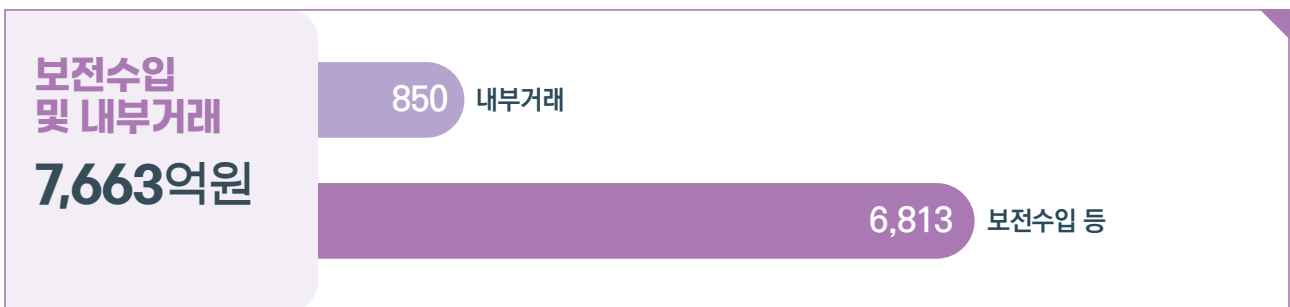 보전수입
및 내부거래
7,663억원
850 내부거래
6,813 보전수입 등